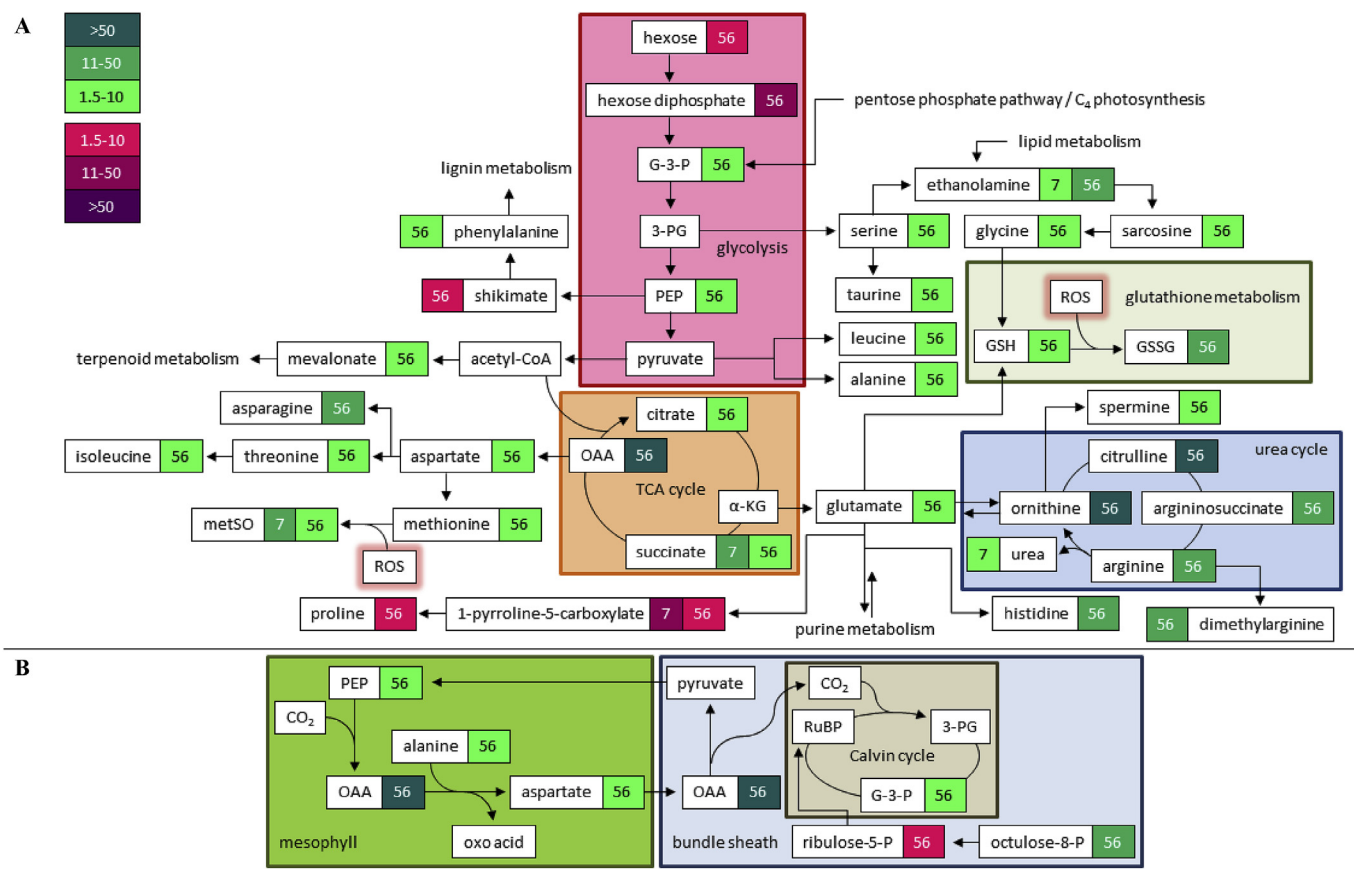 A
>50
11-50
1.5-10
1.5-10
11-50
>50
hexose 56
hexose diphosphate 56
pentose phosphate pathway / C₄ photosynthesis
G-3-P 56
lipid metabolism
ethanolamine 7 56
lignin metabolism
56 phenylalanine
3-PG
glycolysis
serine 56
glycine 56
sarcosine 56
56 shikimate
PEP 56
taurine 56
ROS
glutathione metabolism
terpenoid metabolism
mevalonate 56
acetyl-CoA
pyruvate
leucine 56
alanine 56
GSH 56
GSSG 56
asparagine 56
citrate 56
spermine 56
isoleucine 56
threonine 56
aspartate 56
OAA 56
TCA cycle
citrulline 56
urea cycle
metSO 7 56
methionine 56
α-KG
glutamate 56
ornithine 56
argininosuccinate 56
ROS
succinate 7 56
7 urea
arginine 56
proline 56
1-pyrroline-5-carboxylate 7 56
purine metabolism
histidine 56
56 dimethylarginine
B
PEP 56
pyruvate
CO₂
CO₂
RuBP
3-PG
alanine 56
Calvin cycle
OAA 56
aspartate 56
OAA 56
G-3-P 56
mesophyll
oxo acid
bundle sheath
ribulose-5-P 56
octulose-8-P 56